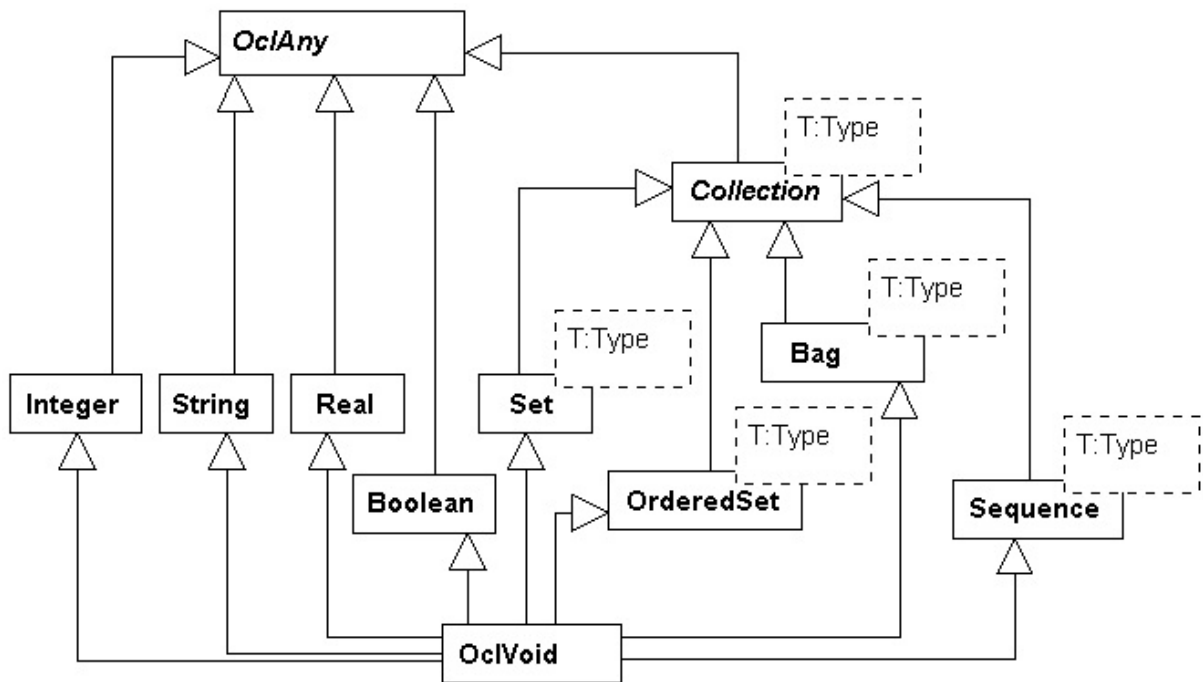 OclAny
T:Type
Collection
T:Type
T:Type
Bag
Integer
String
Real
Set
T:Type
T:Type
Boolean
OrderedSet
Sequence
OclVoid